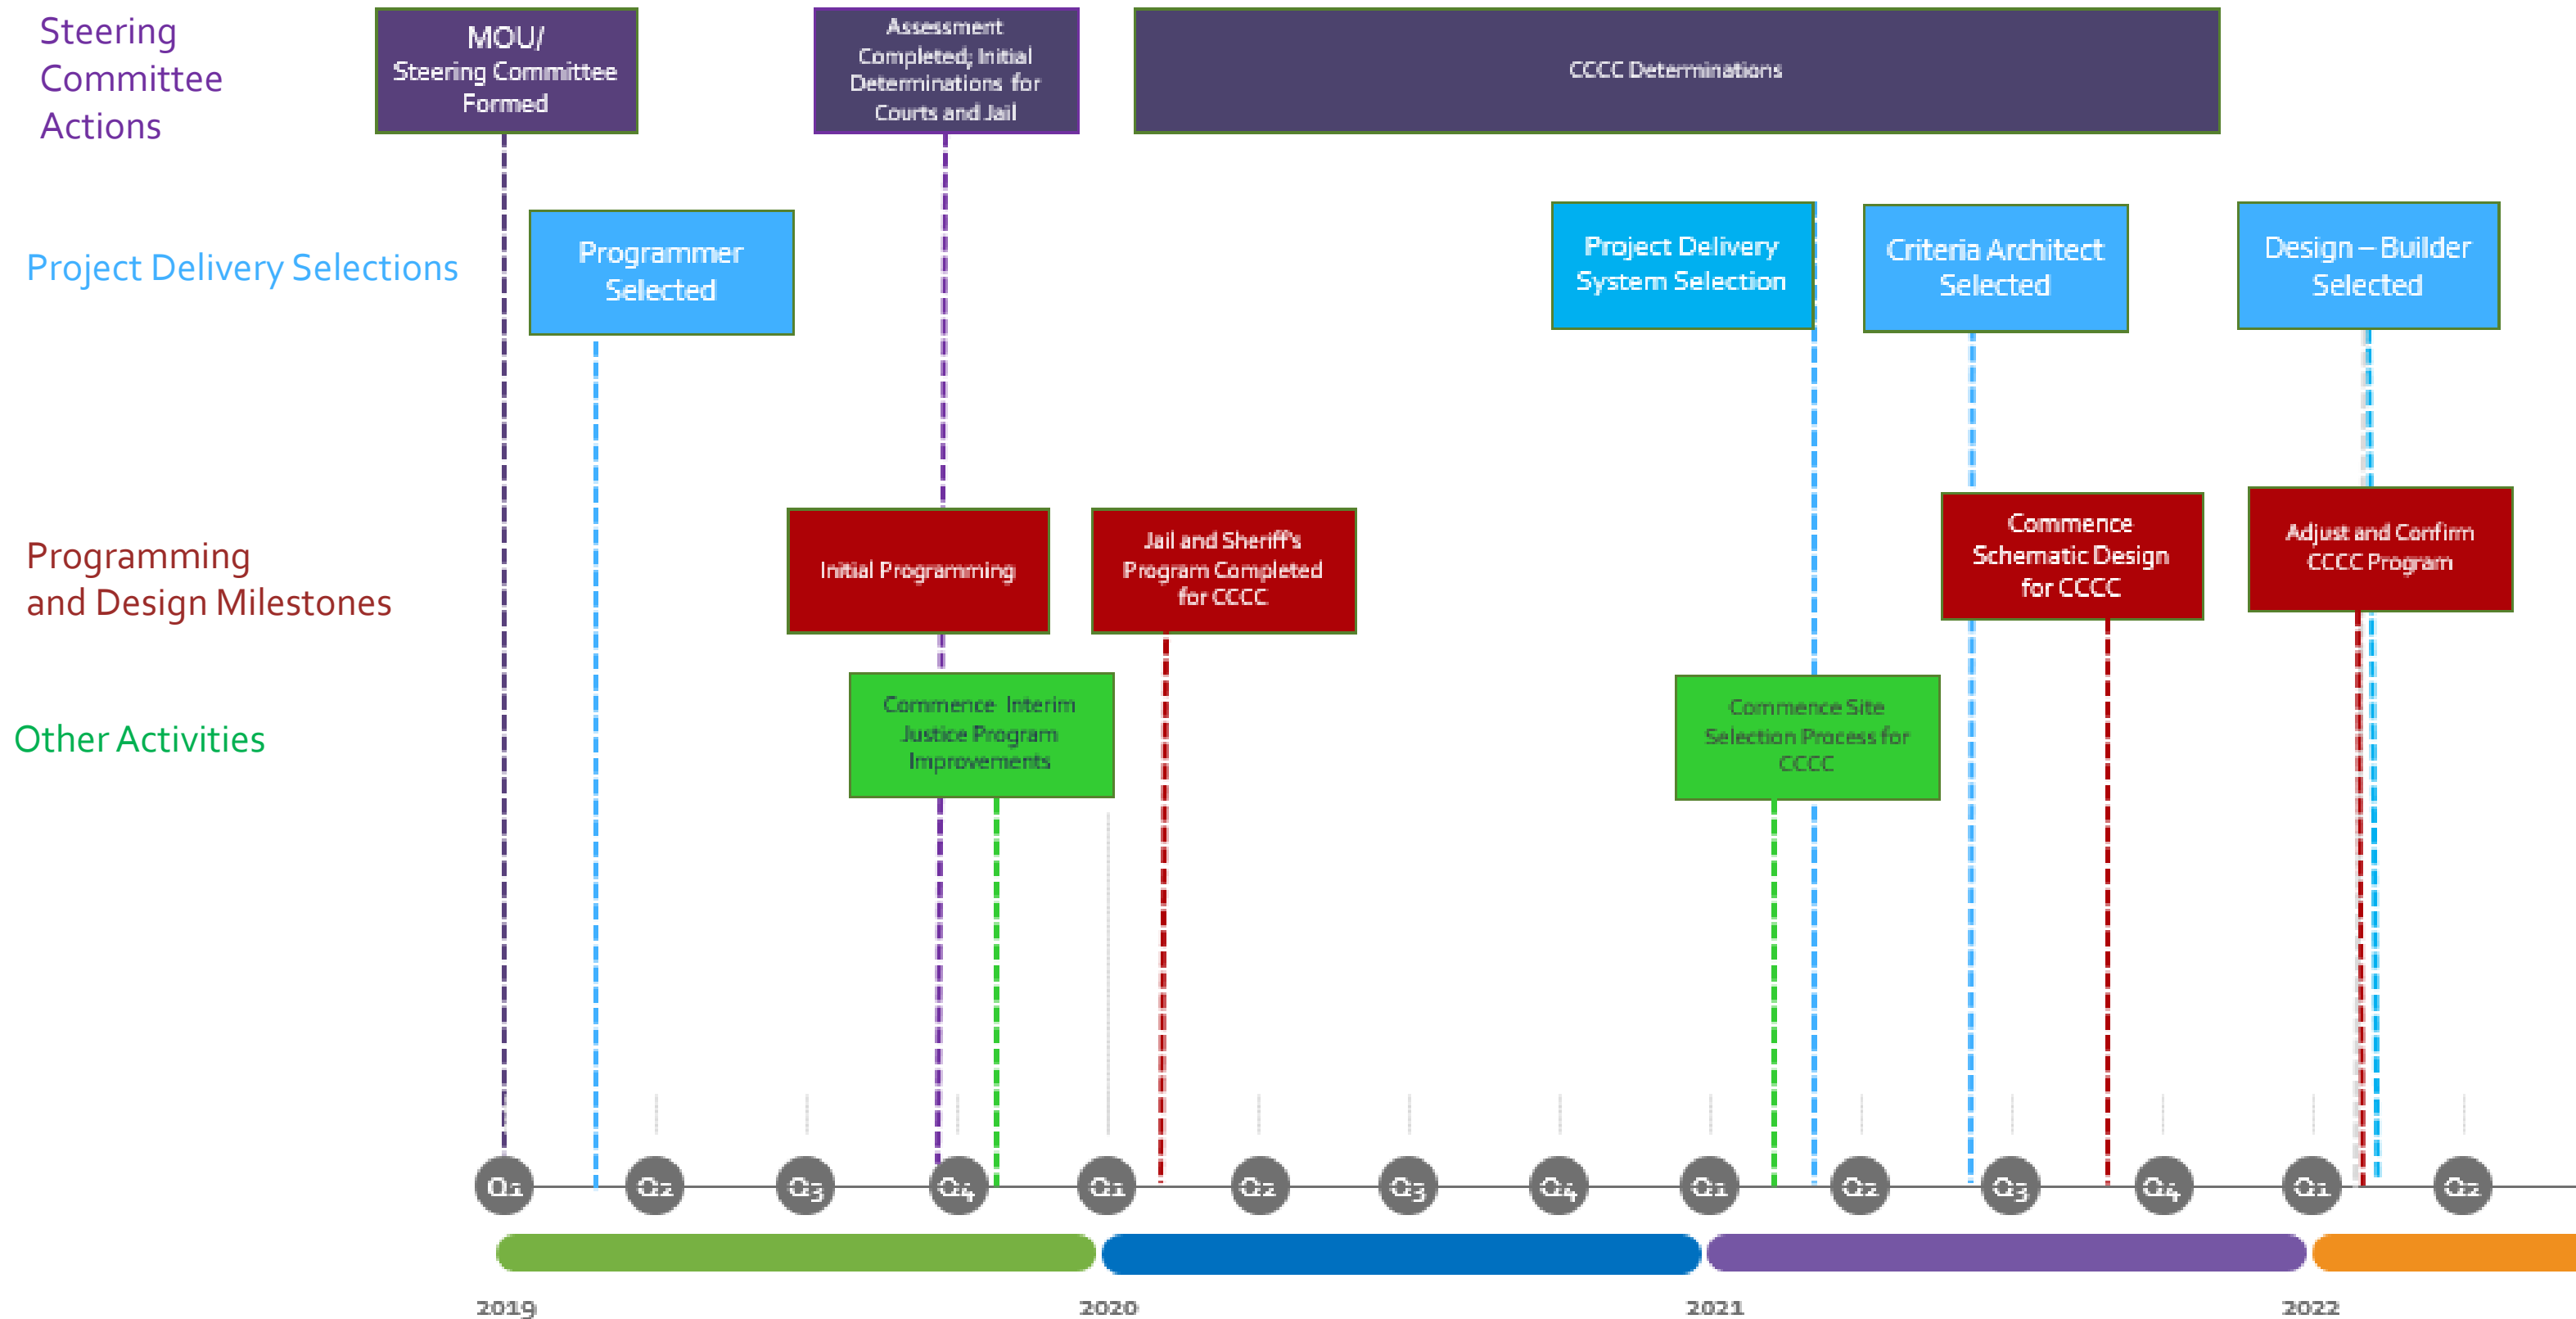 Steering
Committee
Actions
MOU/
Steering Committee
Formed
Assessment
Completed; Initial
Determinations for
Courts and Jail
CCCC Determinations
Project Delivery Selections
Programmer
Selected
Project Delivery
System Selection
Criteria Architect
Selected
Design – Builder
Selected
Programming
and Design Milestones
Initial Programming
Jail and Sheriff's
Program Completed
for CCCC
Commence
Schematic Design
for CCCC
Adjust and Confirm
CCCC Program
Other Activities
Commence Interim
Justice Program
Improvements
Commence Site
Selection Process for
CCCC
Q1
Q2
Q3
Q4
Q1
Q2
Q3
Q4
Q1
Q2
Q3
Q4
Q1
Q2
2019
2020
2021
2022